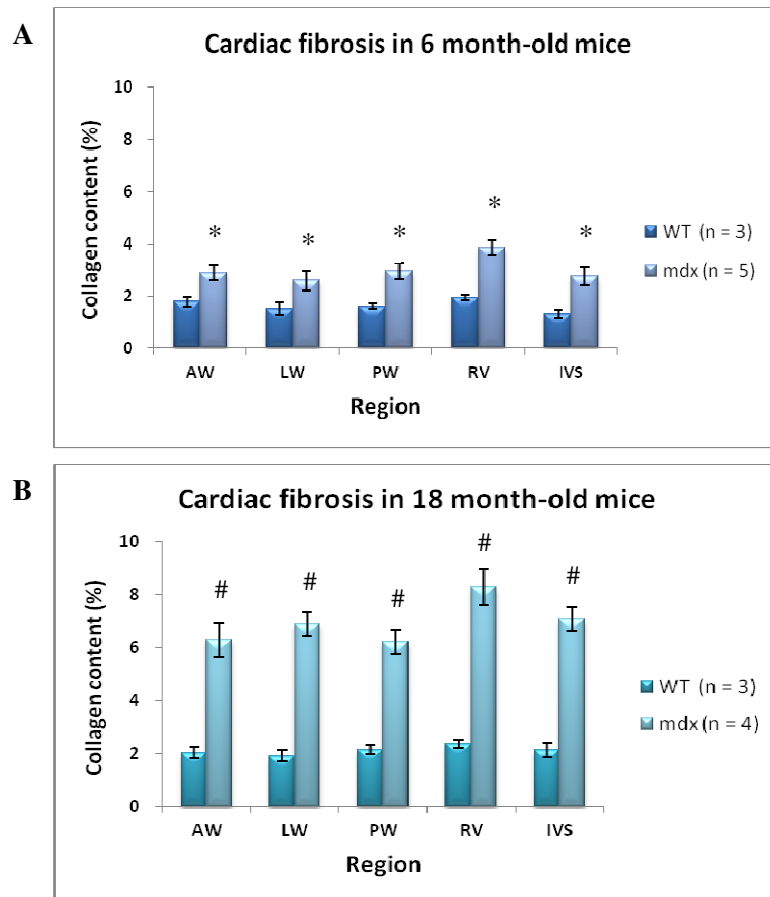 A
Cardiac fibrosis in 6 month-old mice
Collagen content (%)
10
8
6
4
2
0
* * * * *
AW LW PW RV IVS
Region
WT (n = 3)
mdx (n = 5)
B
Cardiac fibrosis in 18 month-old mice
Collagen content (%)
10
8
6
4
2
0
# # # # #
AW LW PW RV IVS
Region
WT (n = 3)
mdx (n = 4)